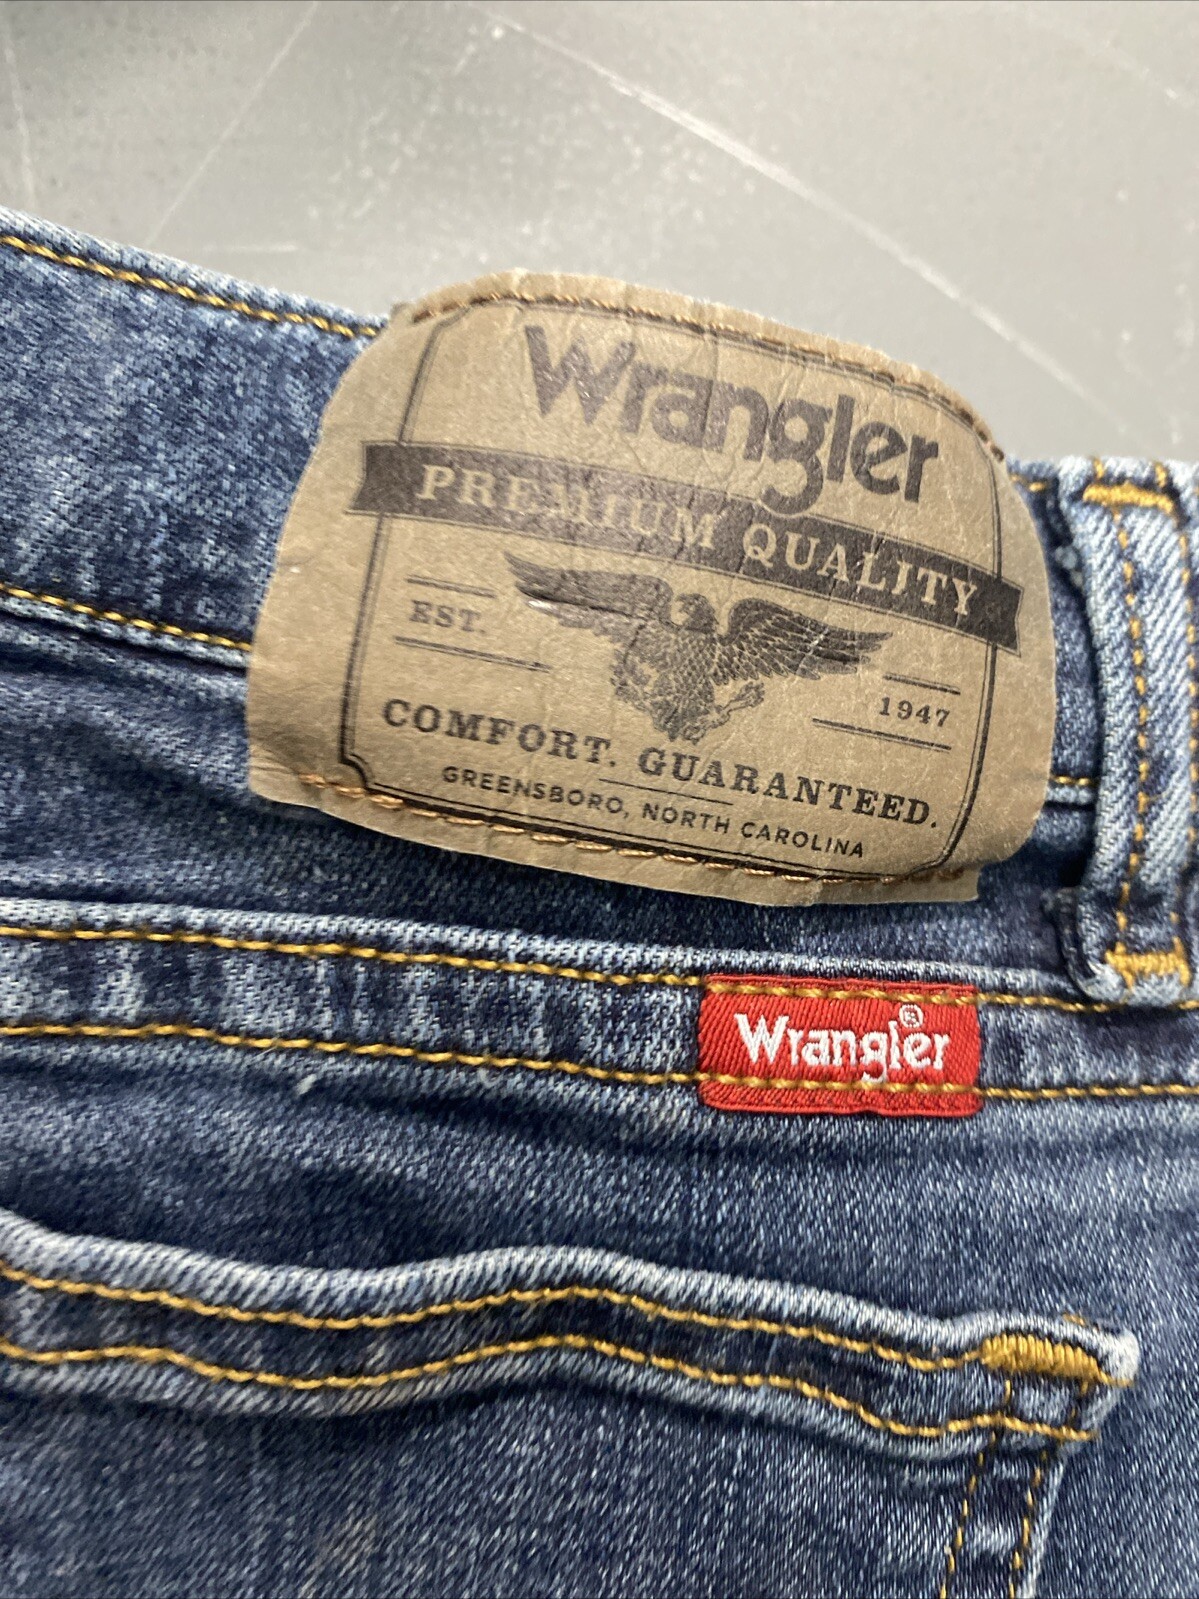 Wrangler
PREMIUM QUALITY
EST. 1947
COMFORT. GUARANTEED.
GREENSBORO, NORTH CAROLINA
Wrangler®